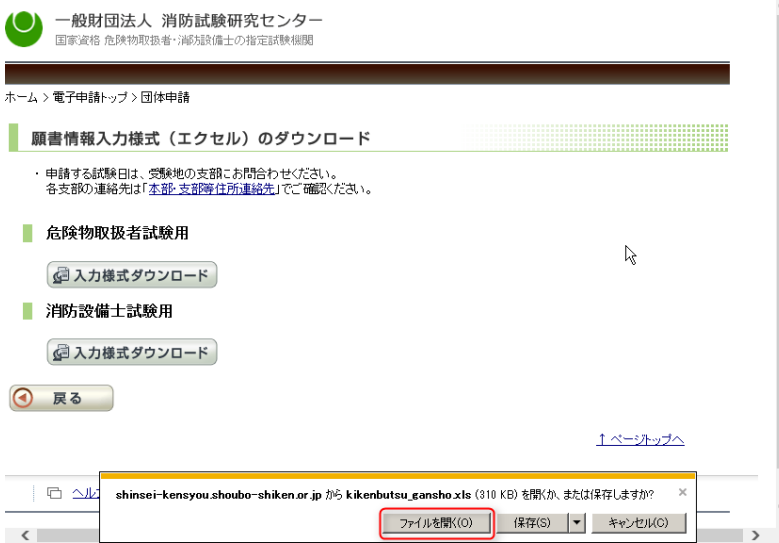 一般財団法人 消防試験研究センター
国家資格 危険物取扱者・消防設備士の指定試験機関
ホーム > 電子申請トップ > 団体申請
願書情報入力様式（エクセル）のダウンロード
・ 申請する試験日は、受験地の支部にお問合わせください。
各支部の連絡先は「本部・支部等住所連絡先」でご確認ください。
危険物取扱者試験用
入力様式ダウンロード
消防設備士試験用
入力様式ダウンロード
戻る
↑ ページトップへ
ヘル
shinsei-kensyou.shoubo-shiken.or.jp から kikenbutsu_gansho.xls (310 KB) を開くか、または保存しますか?
ファイルを開く(O) 保存(S) キャンセル(C)